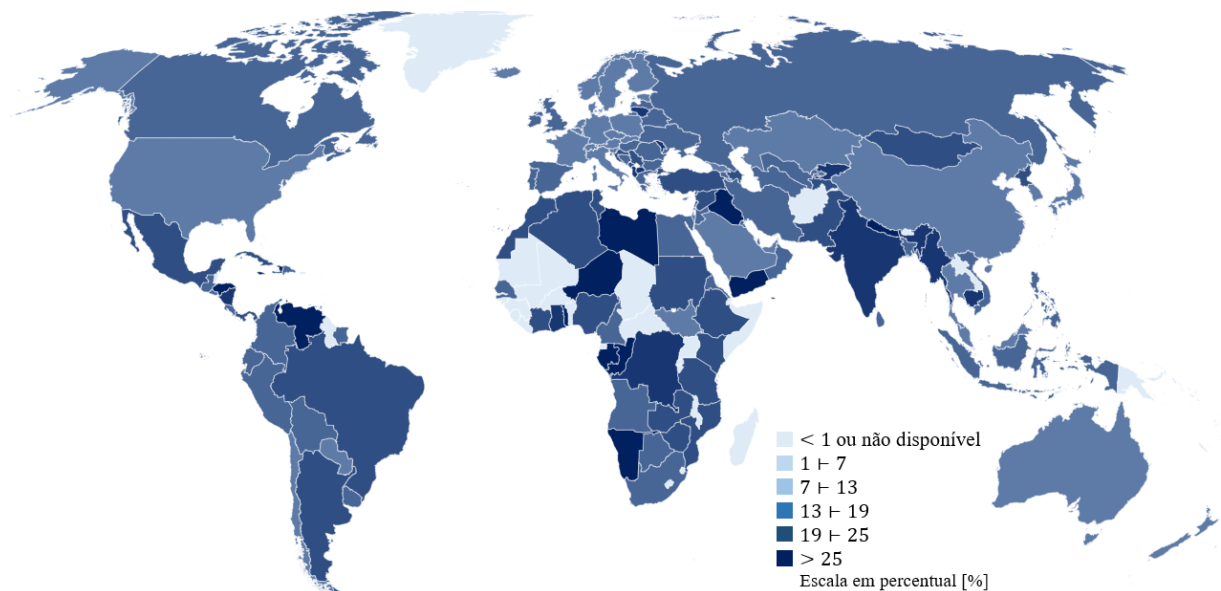 < 1 ou não disponível
1 ⊢ 7
7 ⊢ 13
13 ⊢ 19
19 ⊢ 25
> 25
Escala em percentual [%]